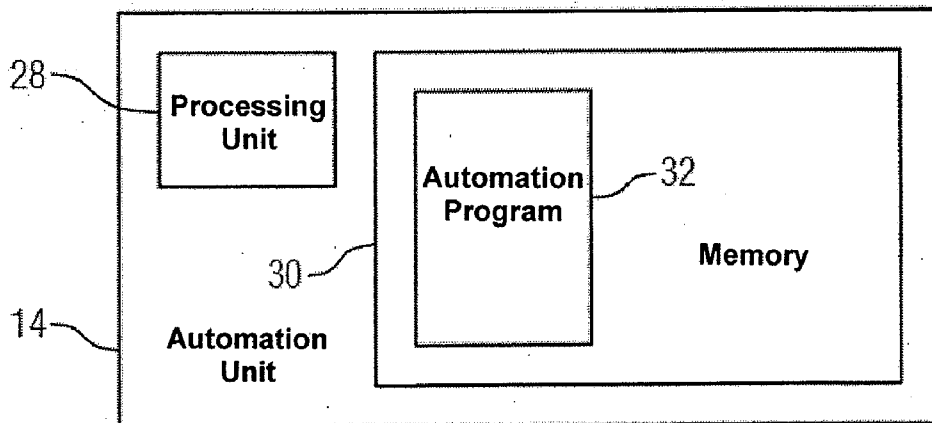 28
Processing
Unit
Automation
Program
32
30
Memory
14
Automation
Unit